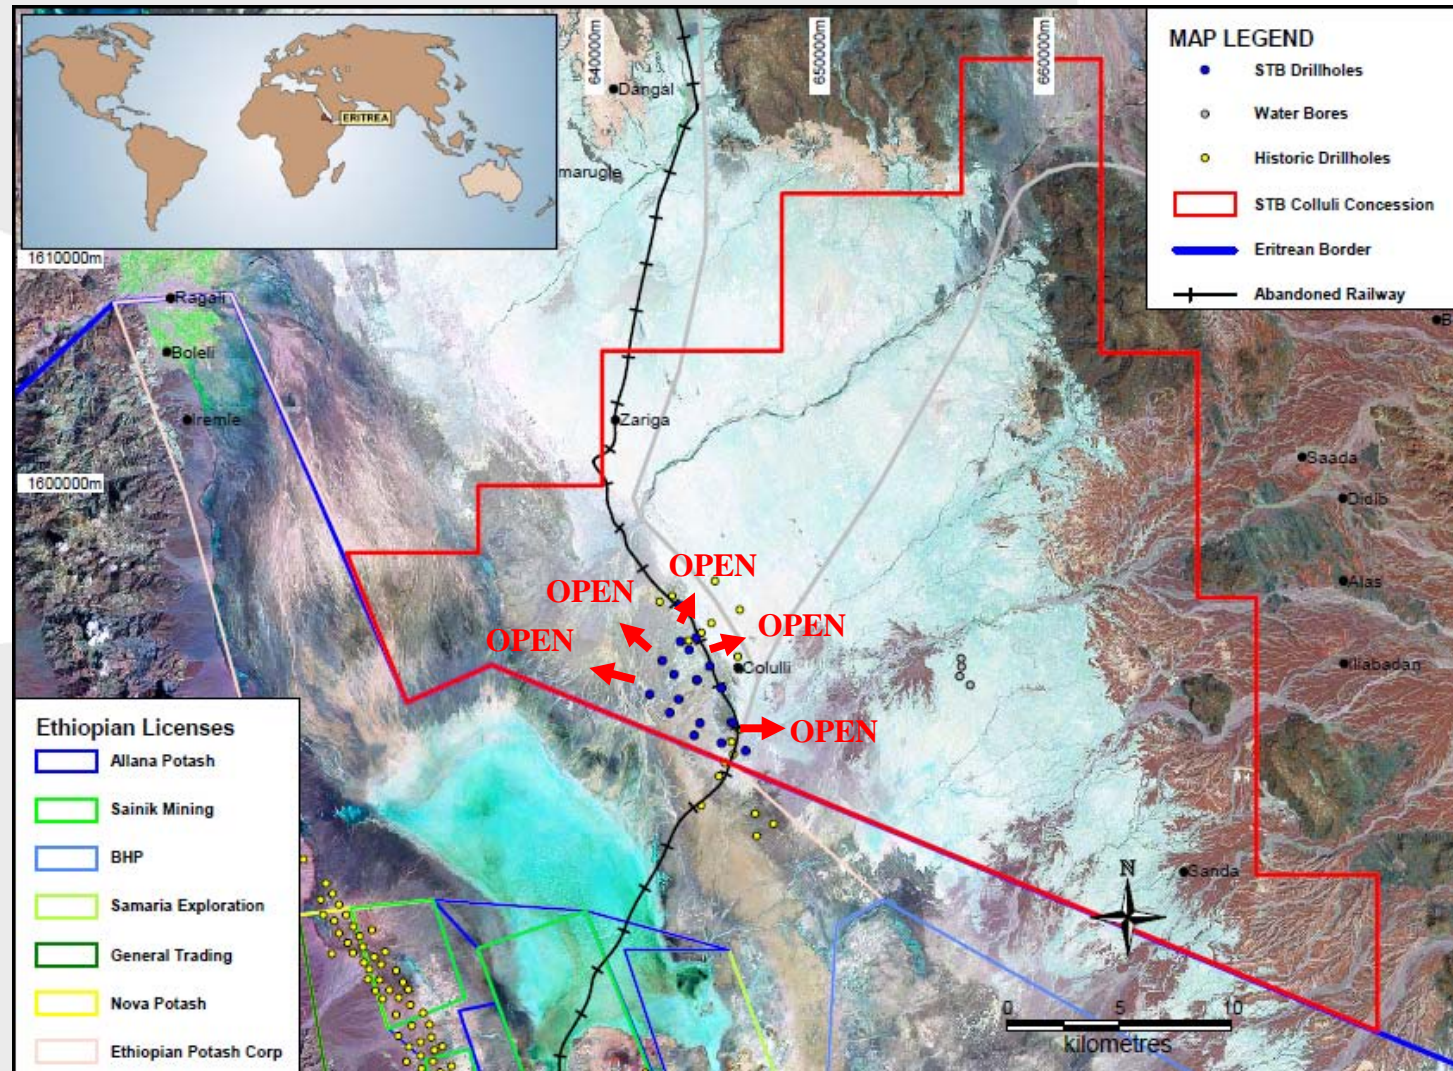 ERITREA
640000m
650000m
660000m
MAP LEGEND
STB Drillholes
Water Bores
Historic Drillholes
STB Colluli Concession
Eritrean Border
Abandoned Railway
Dangal
marugle
1610000m
Ragali
Boleli
Iremle
Zariga
B
Saada
1600000m
Didib
OPEN
Alas
OPEN
OPEN
OPEN
Colulli
Illabadan
OPEN
Ethiopian Licenses
Allana Potash
Sainik Mining
BHP
Samaria Exploration
General Trading
Nova Potash
Ethiopian Potash Corp
N
Ganda
0 5 10
kilometres